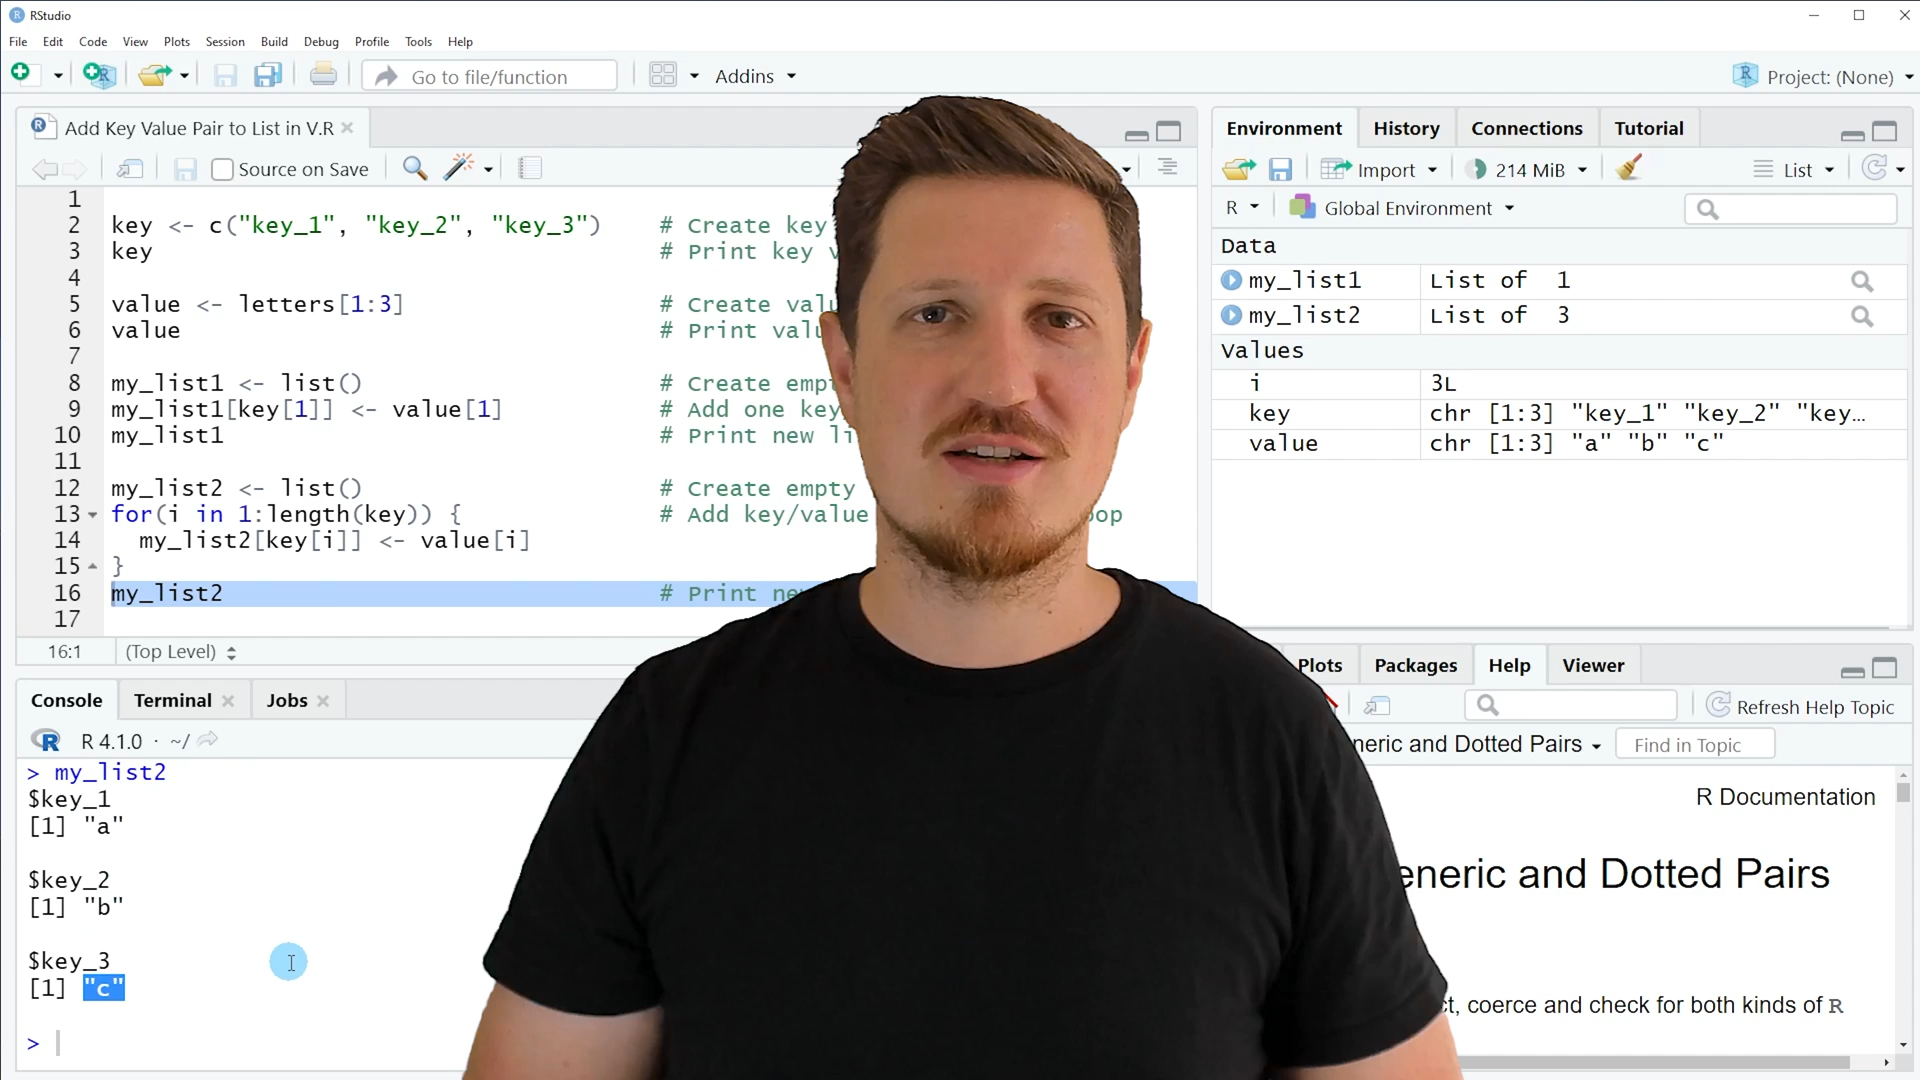 RStudio
File Edit Code View Plots Session Build Debug Profile Tools Help
Go to file/function Addins Project: (None)
Add Key Value Pair to List in V.R
Source on Save
1
2 key <- c("key_1", "key_2", "key_3") # Create key
3 key # Print key
4
5 value <- letters[1:3] # Create
6 value # Print
7
8 my_list1 <- list() # Create
9 my_list1[key[1]] <- value[1] # Add one key
10 my_list1 # Print new
11
12 my_list2 <- list() # Create empty
13 for(i in 1:length(key)) { # Add key/value
14 my_list2[key[i]] <- value[i]
15 }
16 my_list2 # Print
17
16:1 (Top Level)
Console Terminal Jobs
R 4.1.0 · ~/
> my_list2
$key_1
[1] "a"
$key_2
[1] "b"
$key_3
[1] "c"
>
Environment History Connections Tutorial
Import 214 MiB List
R Global Environment
Data
my_list1 List of 1
my_list2 List of 3
Values
i 3L
key chr [1:3] "key_1" "key_2" "key…
value chr [1:3] "a" "b" "c"
Plots Packages Help Viewer
Refresh Help Topic
neric and Dotted Pairs Find in Topic
R Documentation
eneric and Dotted Pairs
ct, coerce and check for both kinds of R